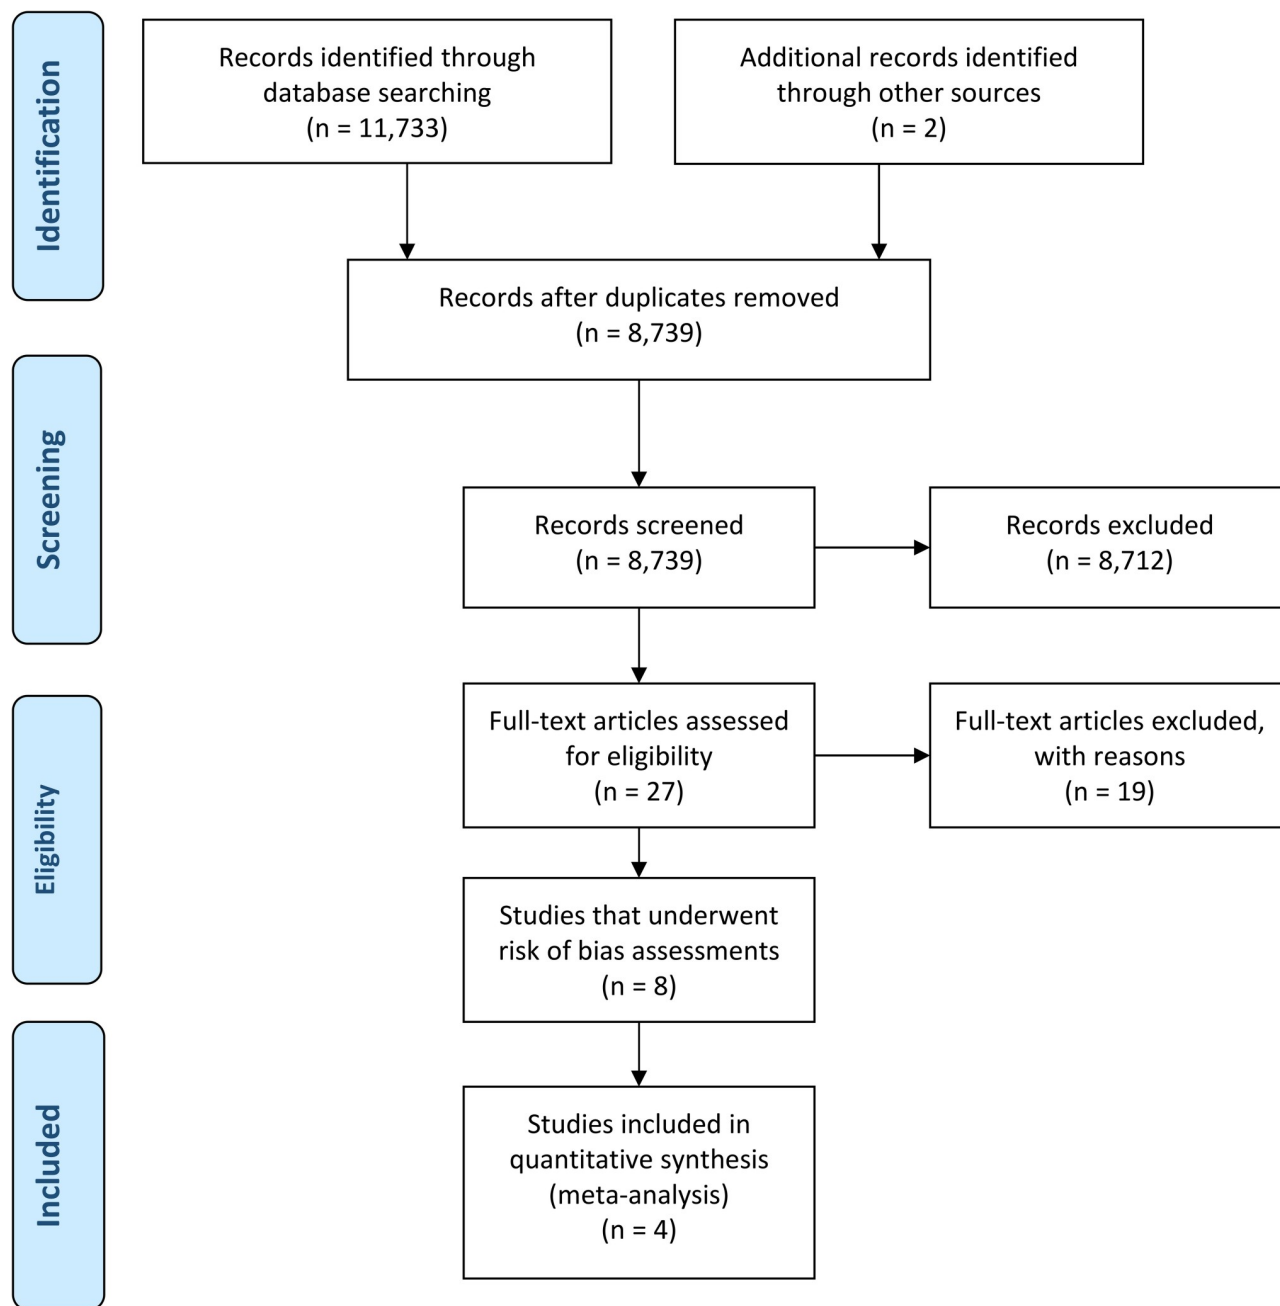 Identification
Records identified through
database searching
(n = 11,733)
Additional records identified
through other sources
(n = 2)
Records after duplicates removed
(n = 8,739)
Screening
Records screened
(n = 8,739)
Records excluded
(n = 8,712)
Eligibility
Full-text articles assessed
for eligibility
(n = 27)
Full-text articles excluded,
with reasons
(n = 19)
Studies that underwent
risk of bias assessments
(n = 8)
Included
Studies included in
quantitative synthesis
(meta-analysis)
(n = 4)